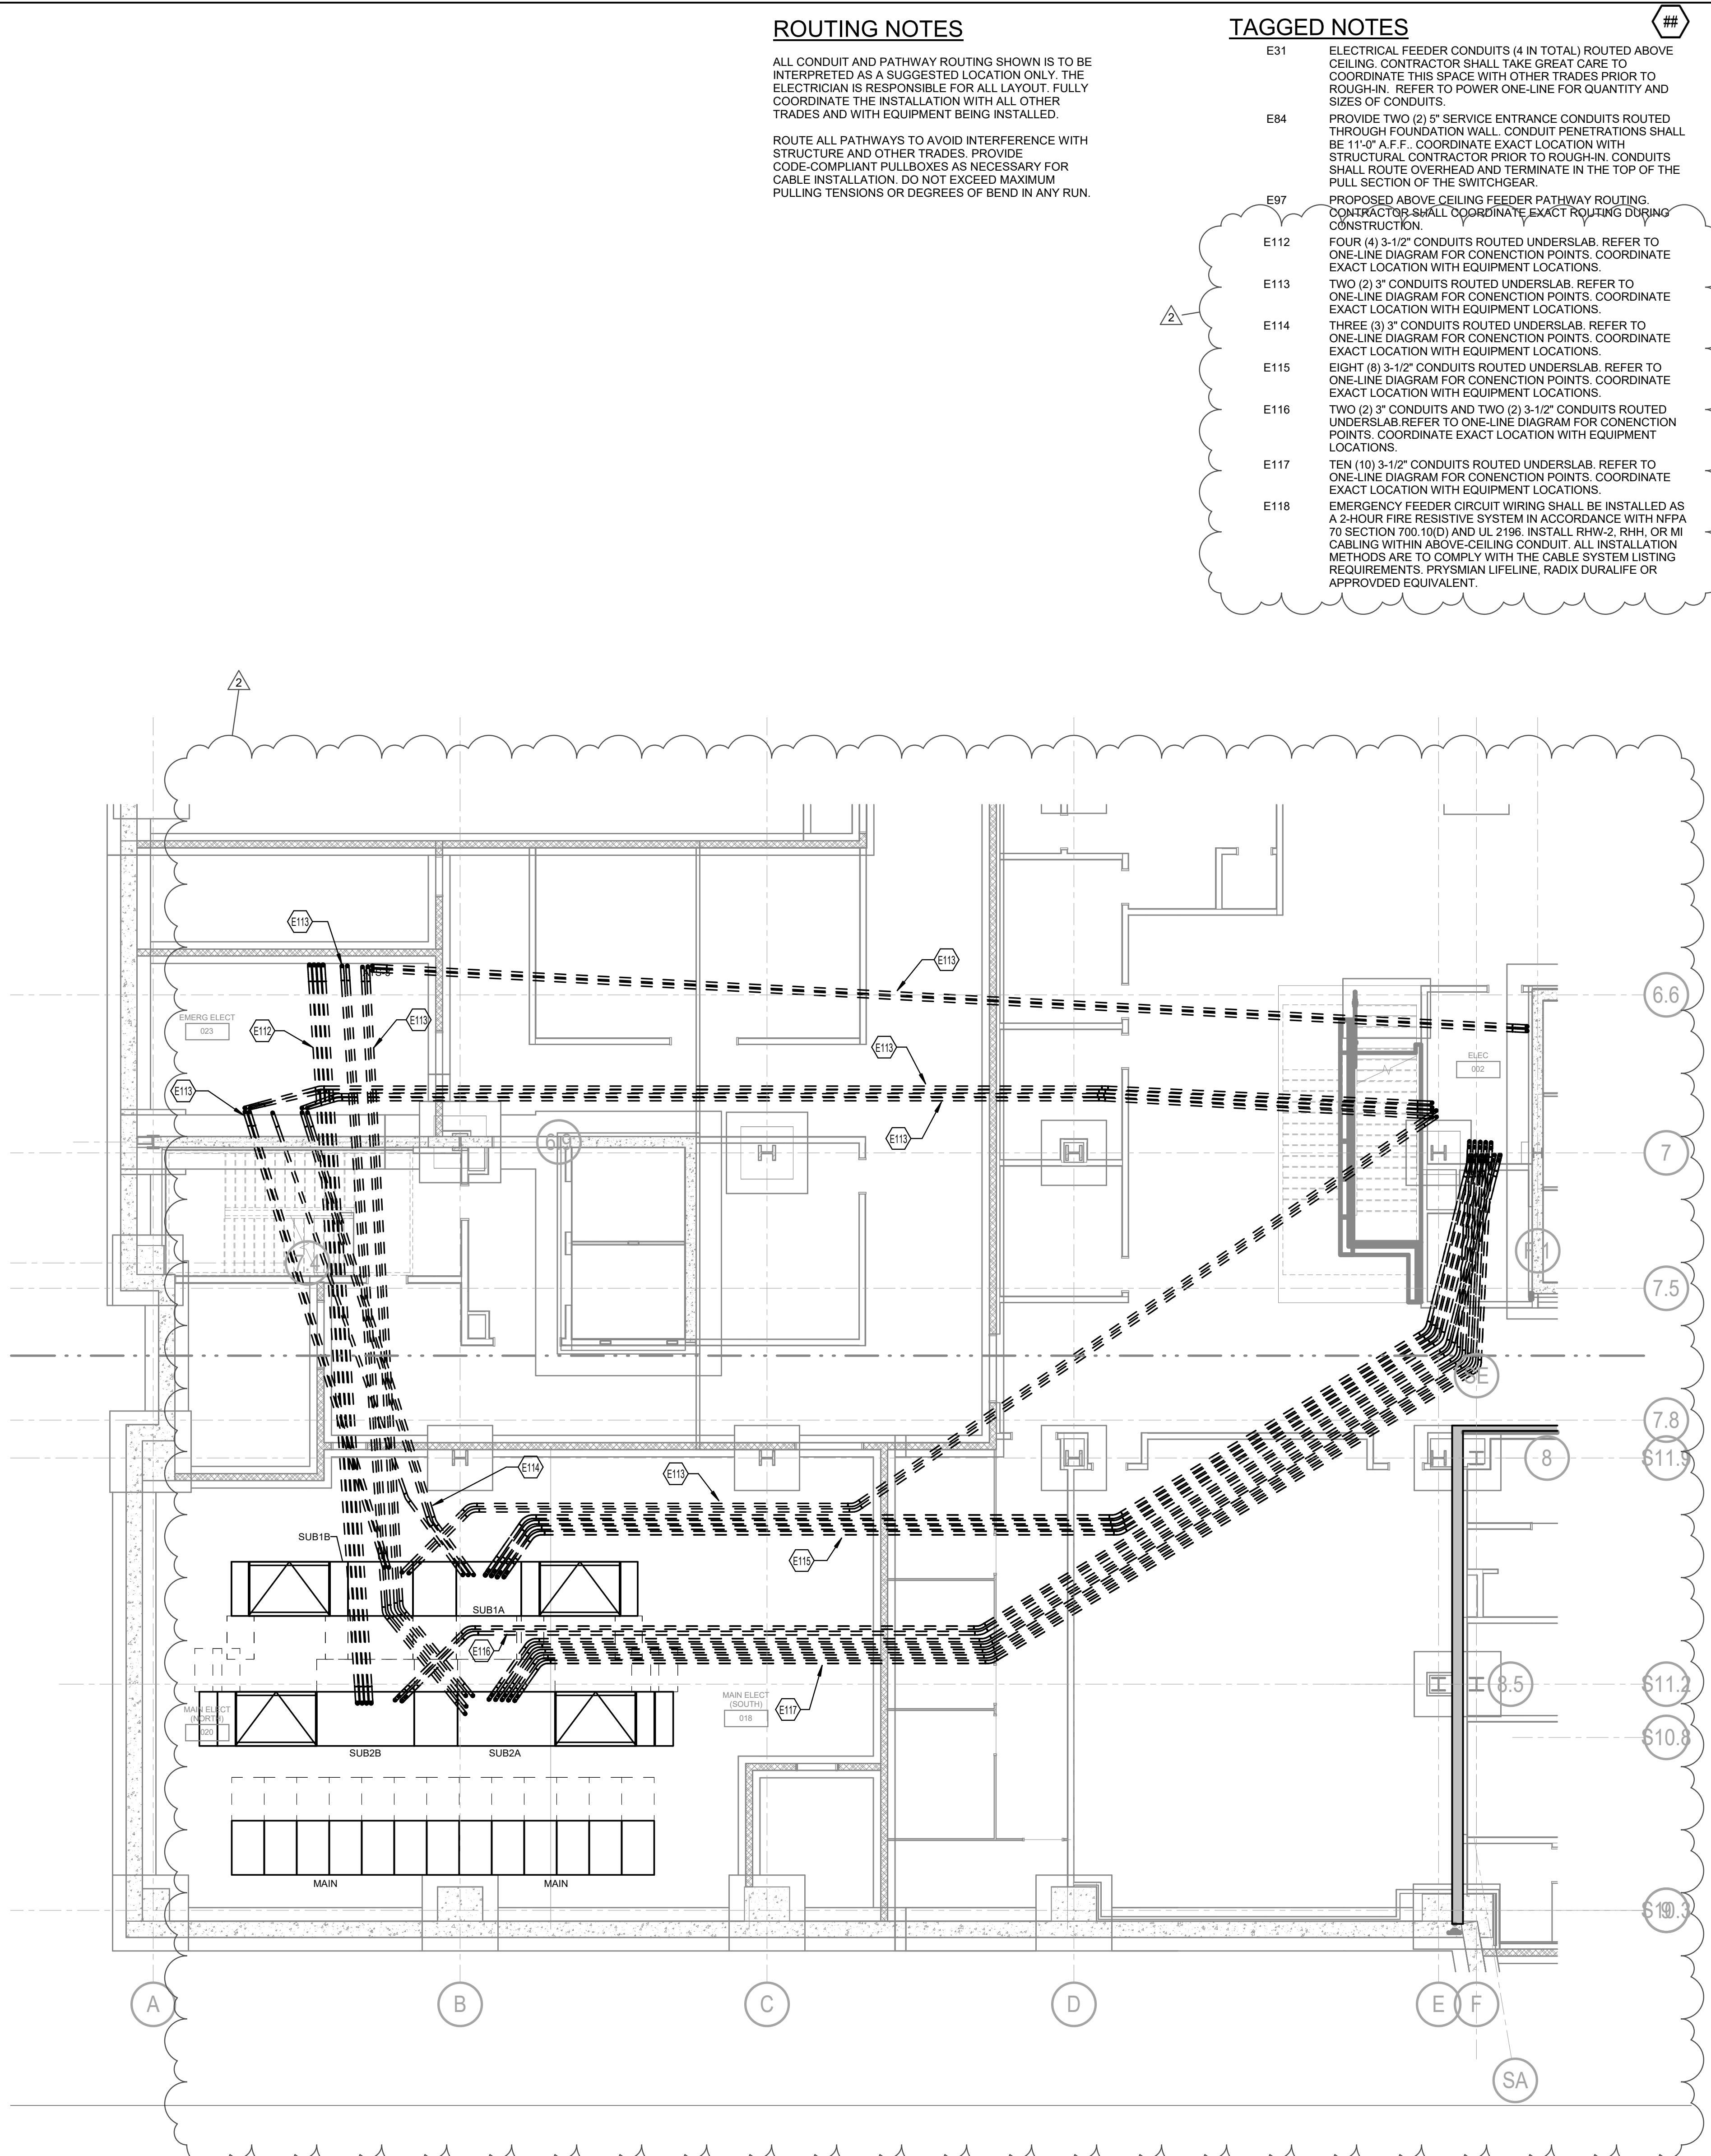 ROUTING NOTES
ALL CONDUIT AND PATHWAY ROUTING SHOWN IS TO BE
INTERPRETED AS A SUGGESTED LOCATION ONLY. THE
ELECTRICIAN IS RESPONSIBLE FOR ALL LAYOUT. FULLY
COORDINATE THE INSTALLATION WITH ALL OTHER
TRADES AND WITH EQUIPMENT BEING INSTALLED.
ROUTE ALL PATHWAYS TO AVOID INTERFERENCE WITH
STRUCTURE AND OTHER TRADES. PROVIDE
CODE-COMPLIANT PULLBOXES AS NECESSARY FOR
CABLE INSTALLATION. DO NOT EXCEED MAXIMUM
PULLING TENSIONS OR DEGREES OF BEND IN ANY RUN.
TAGGED NOTES
##
E31 ELECTRICAL FEEDER CONDUITS (4 IN TOTAL) ROUTED ABOVE
CEILING. CONTRACTOR SHALL TAKE GREAT CARE TO
COORDINATE THIS SPACE WITH OTHER TRADES PRIOR TO
ROUGH-IN. REFER TO POWER ONE-LINE FOR QUANTITY AND
SIZES OF CONDUITS.
E84 PROVIDE TWO (2) 5" SERVICE ENTRANCE CONDUITS ROUTED
THROUGH FOUNDATION WALL. CONDUIT PENETRATIONS SHALL
BE 11'-0" A.F.F.. COORDINATE EXACT LOCATION WITH
STRUCTURAL CONTRACTOR PRIOR TO ROUGH-IN. CONDUITS
SHALL ROUTE OVERHEAD AND TERMINATE IN THE TOP OF THE
PULL SECTION OF THE SWITCHGEAR.
E97 PROPOSED ABOVE CEILING FEEDER PATHWAY ROUTING.
CONTRACTOR SHALL COORDINATE EXACT ROUTING DURING
CONSTRUCTION.
E112 FOUR (4) 3-1/2" CONDUITS ROUTED UNDERSLAB. REFER TO
ONE-LINE DIAGRAM FOR CONENCTION POINTS. COORDINATE
EXACT LOCATION WITH EQUIPMENT LOCATIONS.
E113 TWO (2) 3" CONDUITS ROUTED UNDERSLAB. REFER TO
ONE-LINE DIAGRAM FOR CONENCTION POINTS. COORDINATE
EXACT LOCATION WITH EQUIPMENT LOCATIONS.
2
E114 THREE (3) 3" CONDUITS ROUTED UNDERSLAB. REFER TO
ONE-LINE DIAGRAM FOR CONENCTION POINTS. COORDINATE
EXACT LOCATION WITH EQUIPMENT LOCATIONS.
E115 EIGHT (8) 3-1/2" CONDUITS ROUTED UNDERSLAB. REFER TO
ONE-LINE DIAGRAM FOR CONENCTION POINTS. COORDINATE
EXACT LOCATION WITH EQUIPMENT LOCATIONS.
E116 TWO (2) 3" CONDUITS AND TWO (2) 3-1/2" CONDUITS ROUTED
UNDERSLAB.REFER TO ONE-LINE DIAGRAM FOR CONENCTION
POINTS. COORDINATE EXACT LOCATION WITH EQUIPMENT
LOCATIONS.
E117 TEN (10) 3-1/2" CONDUITS ROUTED UNDERSLAB. REFER TO
ONE-LINE DIAGRAM FOR CONENCTION POINTS. COORDINATE
EXACT LOCATION WITH EQUIPMENT LOCATIONS.
E118 EMERGENCY FEEDER CIRCUIT WIRING SHALL BE INSTALLED AS
A 2-HOUR FIRE RESISTIVE SYSTEM IN ACCORDANCE WITH NFPA
70 SECTION 700.10(D) AND UL 2196. INSTALL RHW-2, RHH, OR MI
CABLING WITHIN ABOVE-CEILING CONDUIT. ALL INSTALLATION
METHODS ARE TO COMPLY WITH THE CABLE SYSTEM LISTING
REQUIREMENTS. PRYSMIAN LIFELINE, RADIX DURALIFE OR
APPROVDED EQUIVALENT.
2
E113
E113
6.6
EMERG ELECT
023
E112
E113
E113
ELEC
002
E113
E113
6.9
7
7.4
7.5
SE
7.8
8
S11.9
E114
E113
SUB1B
E115
SUB1A
E116
8.5
S11.2
MAIN ELECT
(NORTH)
020
MAIN ELECT
(SOUTH)
018
E117
S10.8
SUB2B
SUB2A
MAIN
MAIN
9
S10.3
A
B
C
D
E
F
SA